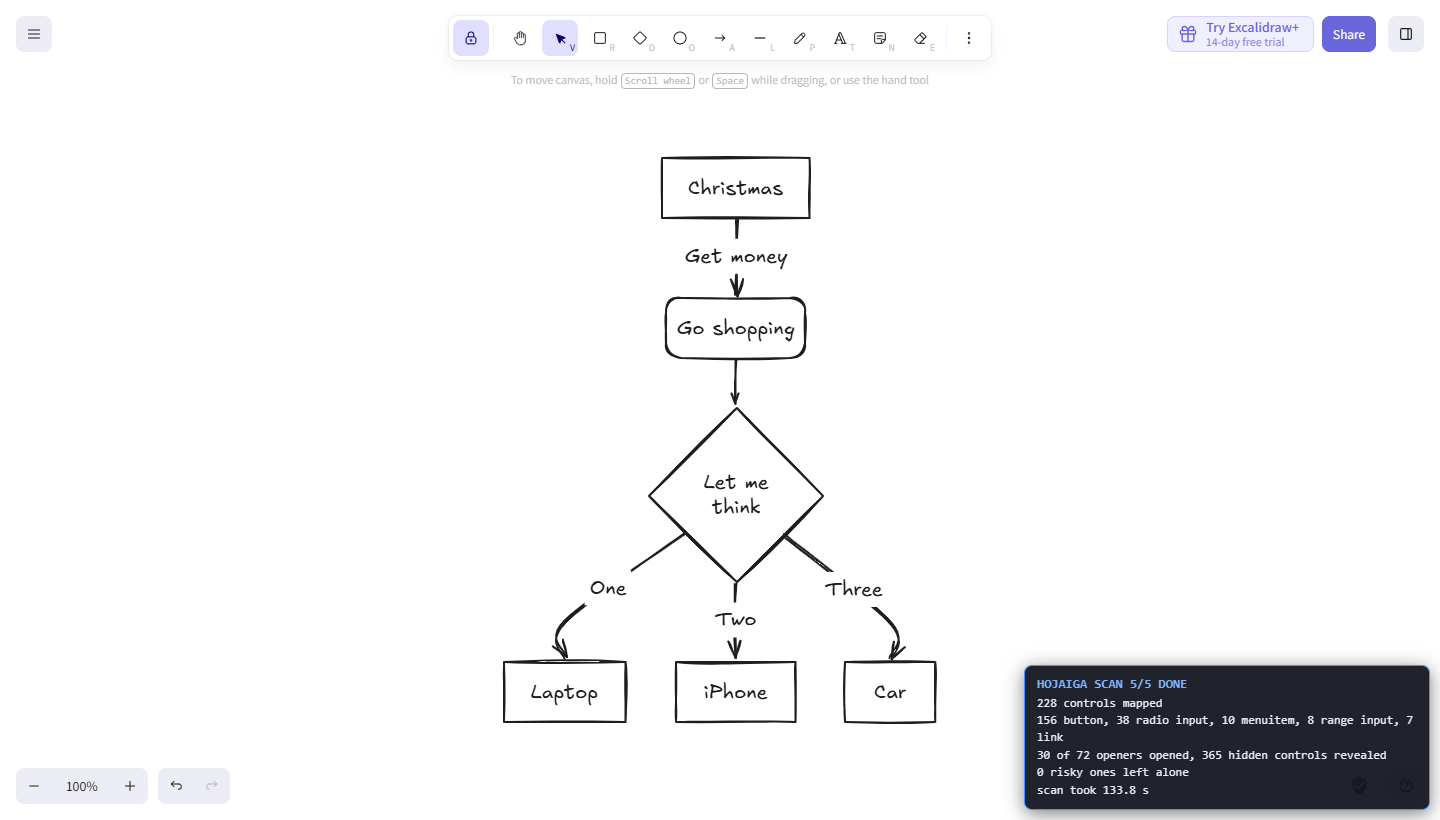 V
R
D
O
A
L
P
T
N
E
Try Excalidraw+
14-day free trial
Share
To move canvas, hold Scroll wheel or Space while dragging, or use the hand tool
Christmas
Get money
Go shopping
Let me
think
One
Two
Three
Laptop
iPhone
Car
HOJAIGA SCAN 5/5 DONE
228 controls mapped
156 button, 38 radio input, 10 menuitem, 8 range input, 7
link
30 of 72 openers opened, 365 hidden controls revealed
0 risky ones left alone
scan took 133.8 s
100%